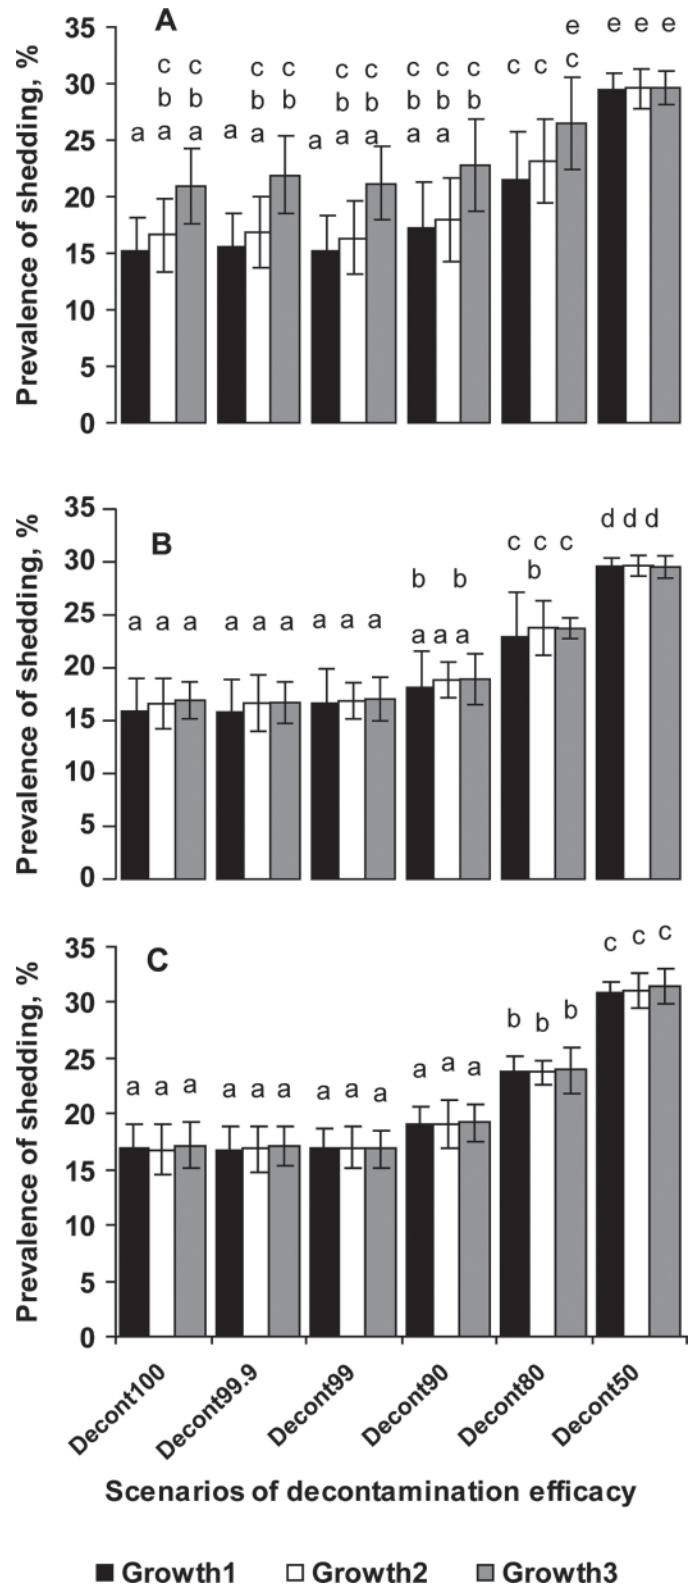 A
Prevalence of shedding, %
35
30
25
20
15
10
5
0
e
c c e e e
c c c c c c c c c c
b b b b b b b b b
a a a a a a a a a a
B
Prevalence of shedding, %
35
30
25
20
15
10
5
0
d d d
c c c
b b b
a a a a a a a a a a a a
C
Prevalence of shedding, %
35
30
25
20
15
10
5
0
c c c
b b b
a a a a a a a a a a a a
Decont100
Decont99.9
Decont99
Decont90
Decont80
Decont50
Scenarios of decontamination efficacy
Growth1 Growth2 Growth3